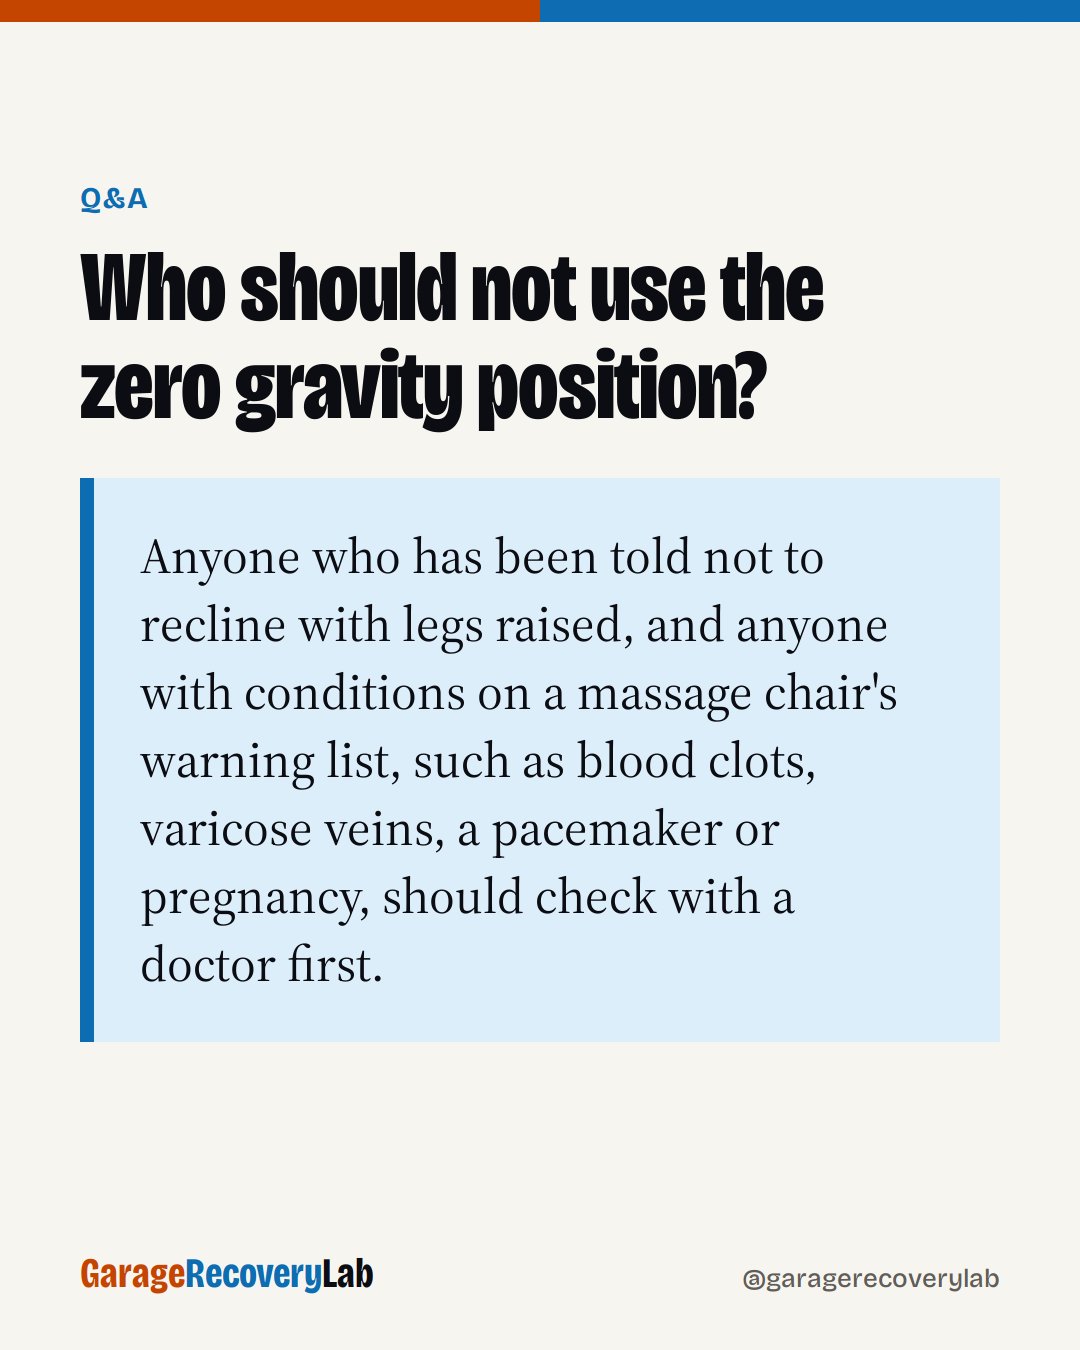 Q&A
Who should not use the
zero gravity position?
Anyone who has been told not to
recline with legs raised, and anyone
with conditions on a massage chair's
warning list, such as blood clots,
varicose veins, a pacemaker or
pregnancy, should check with a
doctor first.
GarageRecoveryLab
@garagerecoverylab